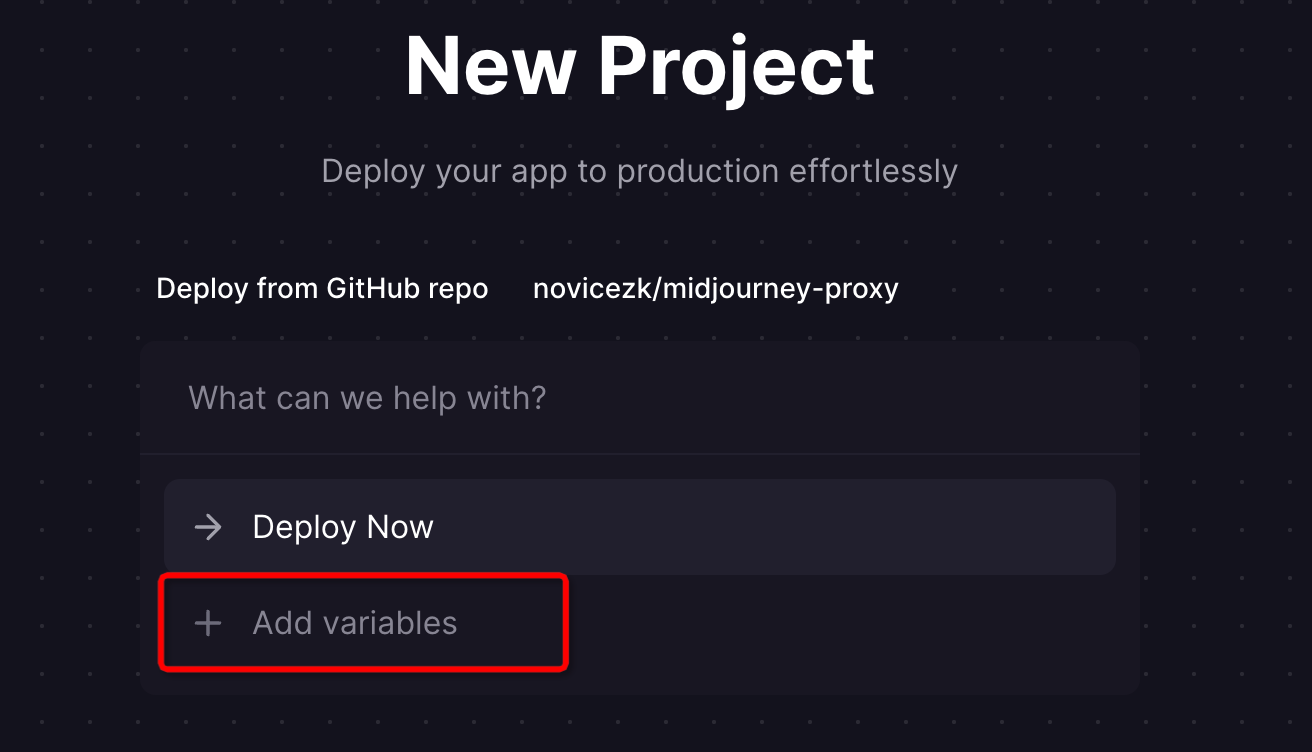 New Project
Deploy your app to production effortlessly
Deploy from GitHub repo novicezk/midjourney-proxy
What can we help with?
Deploy Now
Add variables